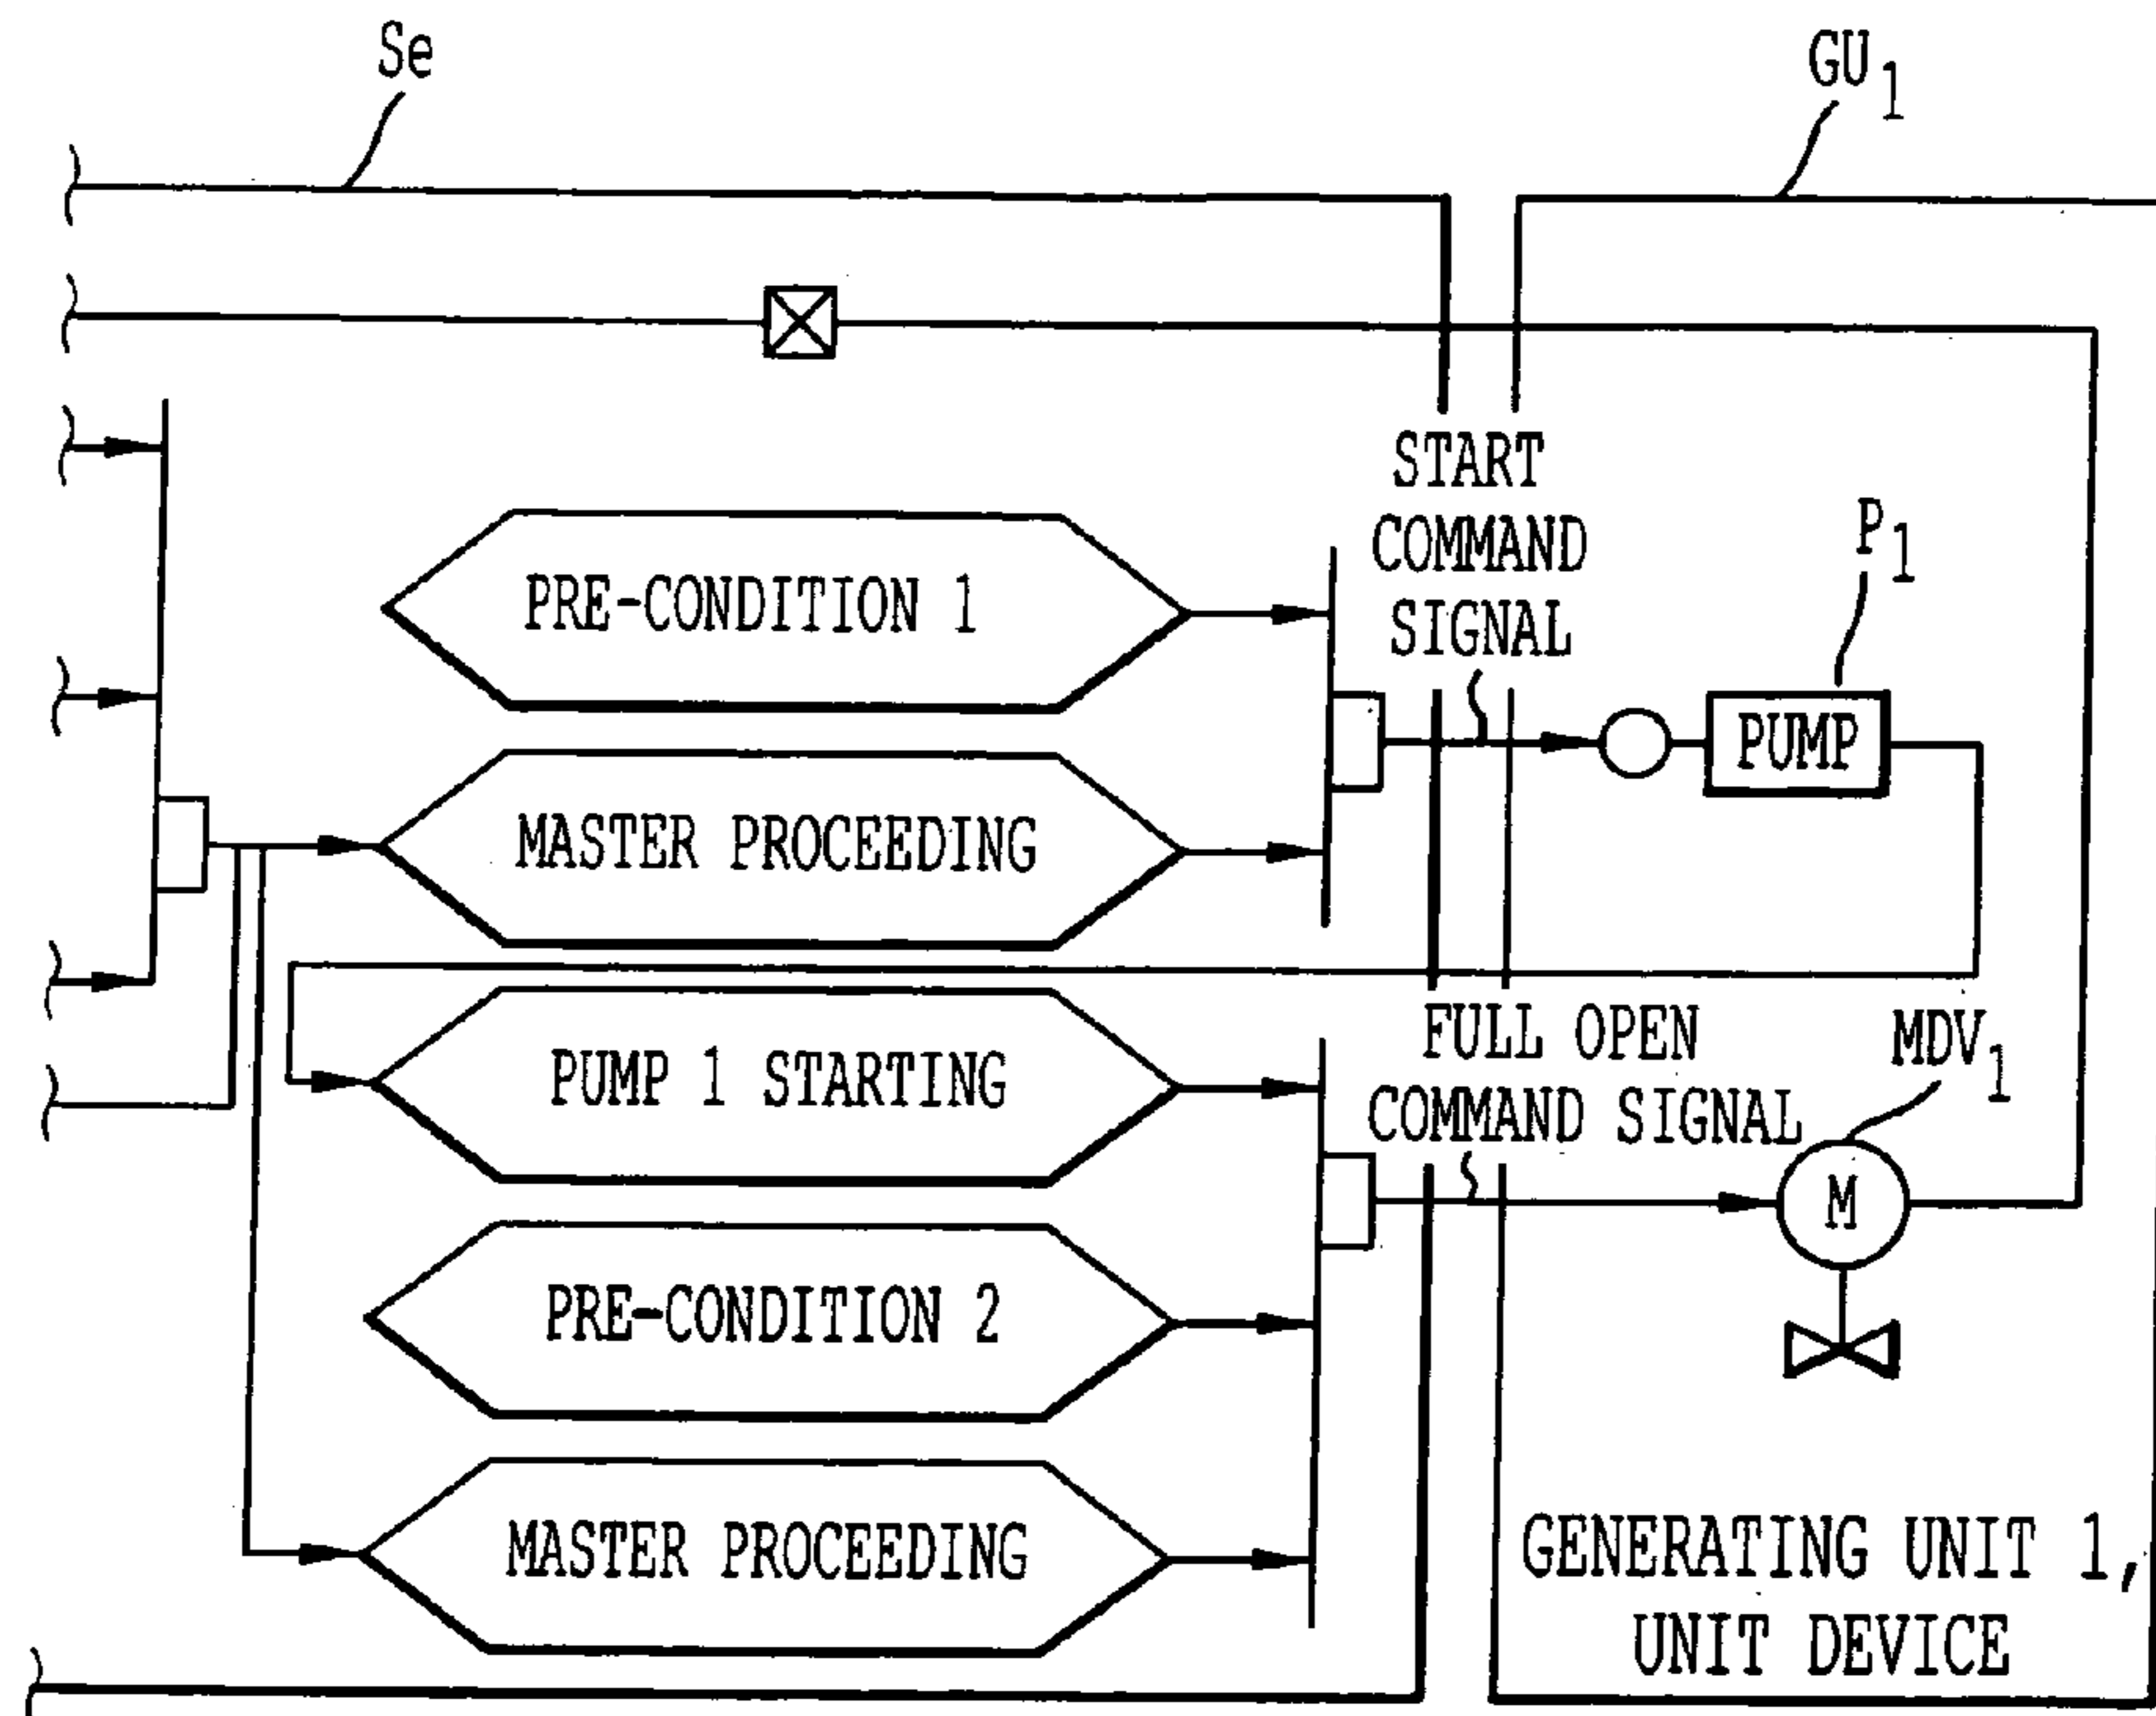 Se
GU1
START
COMMAND
SIGNAL
P1
PRE-CONDITION 1
PUMP
MASTER PROCEEDING
FULL OPEN
COMMAND SIGNAL
MDV1
PUMP 1 STARTING
M
PRE-CONDITION 2
MASTER PROCEEDING
GENERATING UNIT 1,
UNIT DEVICE